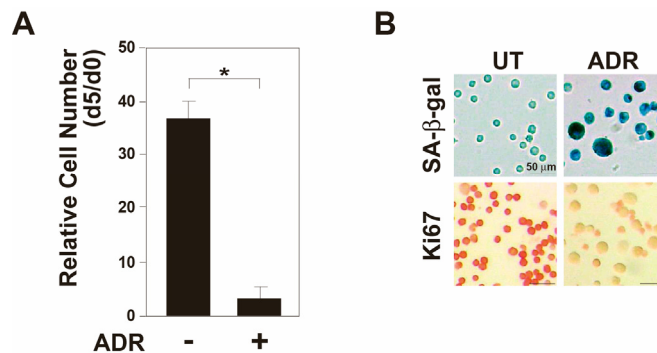 A
Relative Cell Number
(d5/d0)
50
40
30
20
10
0
*
ADR - +
B
UT ADR
SA-β-gal
50 μm
Ki67